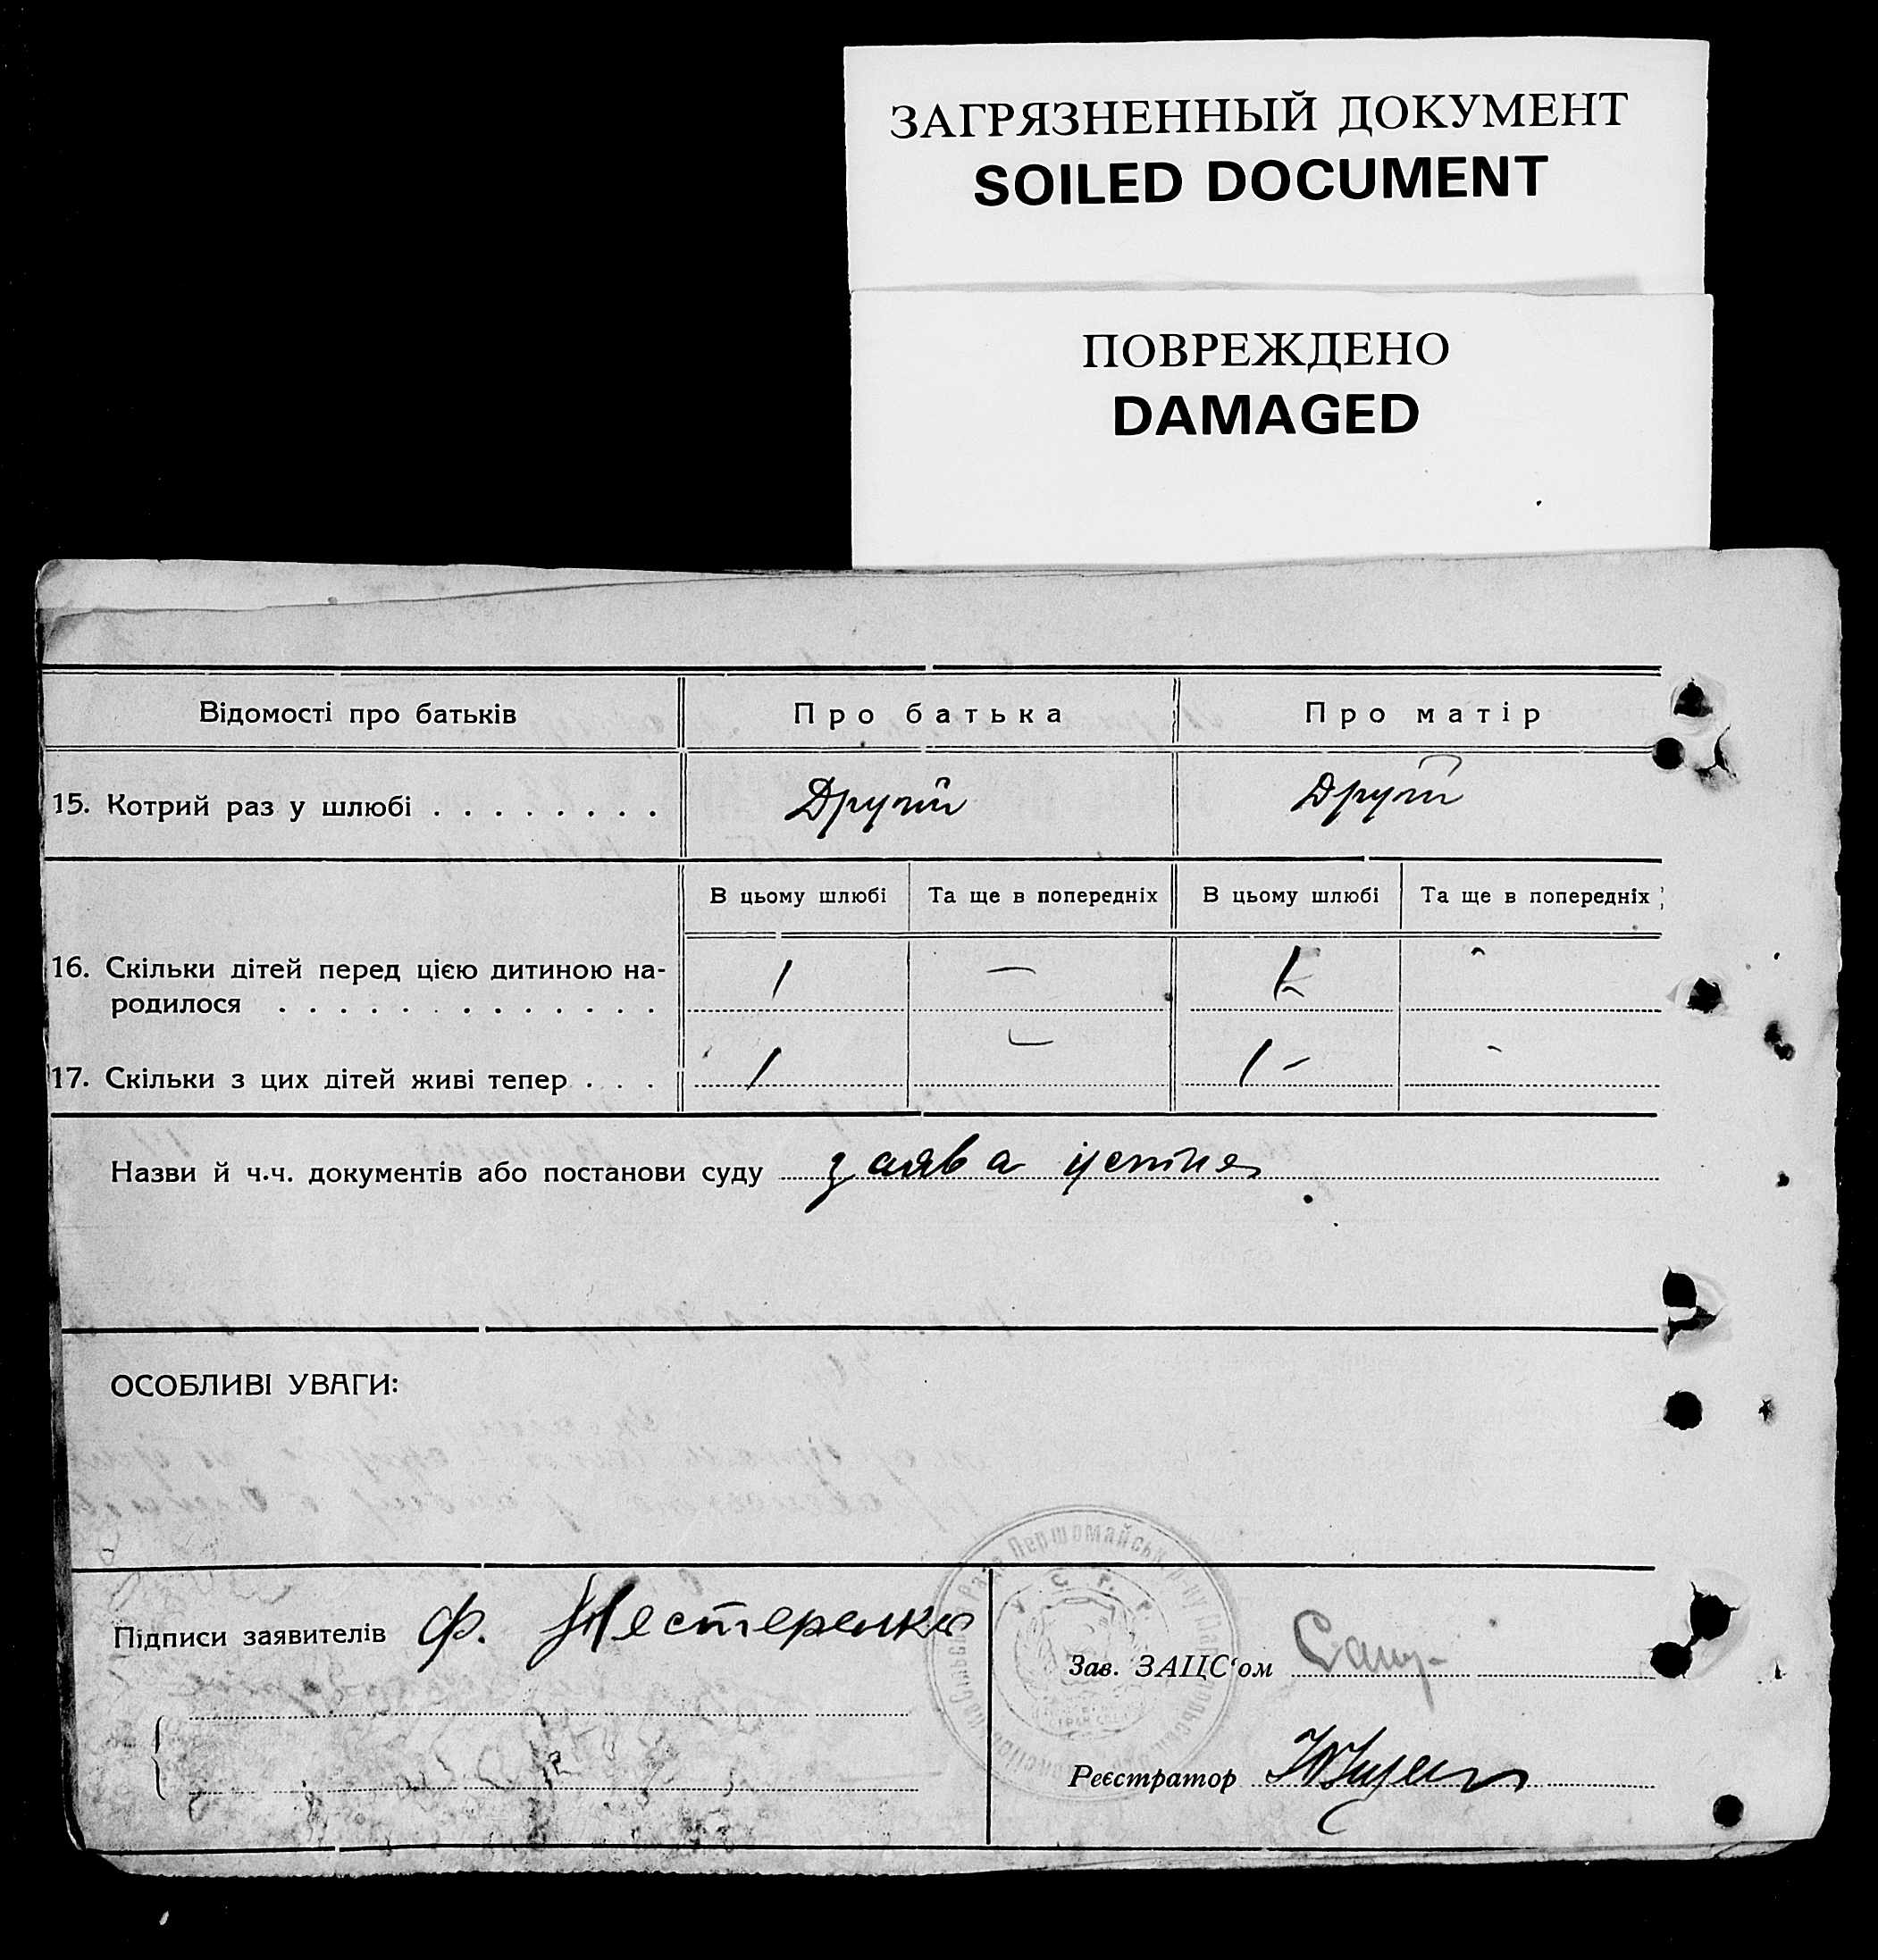 ЗАГРЯЗНЕННЫЙ ДОКУМЕНТ
SOILED DOCUMENT
ПОВРЕЖДЕНО
DAMAGED
Відомості про батьків Про батька Про матір
15. Котрий раз у шлюбі . . . . . . . . Другий Другий
В цьому шлюбі Та ще в попередніх В цьому шлюбі Та ще в попередніх
16. Скільки дітей перед цією дитиною на-
родилося . . . . . . . . . . . . . 1 — 1 -
17. Скільки з цих дітей живі тепер . . . 1 — 1 - -
Назви й ч.ч. документів або постанови суду заява устна
ОСОБЛИВІ УВАГИ:
Підписи заявителів Ф. Нестеренко
Зав. ЗАЦС‘ом
Реєстратор